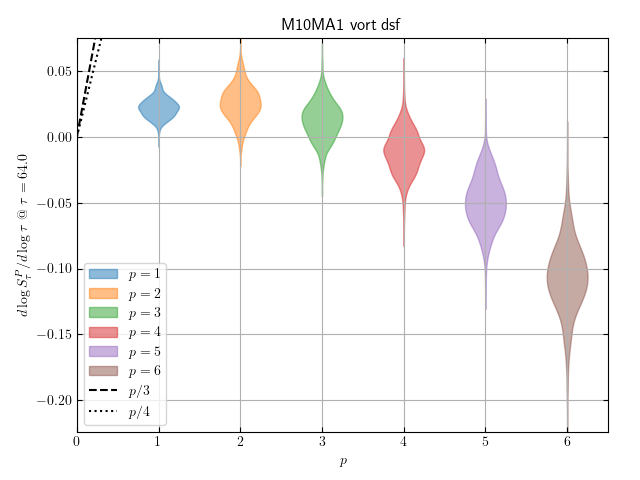 M10MA1 vort dsf
0.05
0.00
−0.05
−0.10
−0.15
−0.20
d log S_τ^P / d log τ @ τ = 64.0
p = 1
p = 2
p = 3
p = 4
p = 5
p = 6
p/3
p/4
0 1 2 3 4 5 6
p